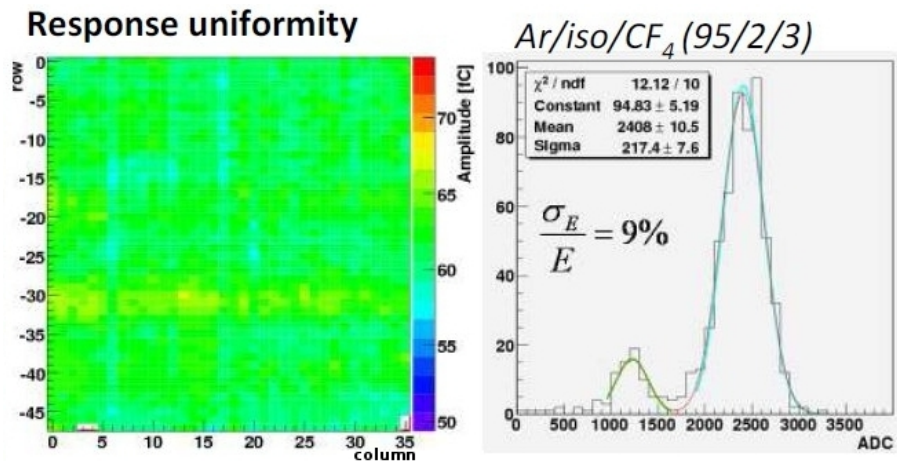 Response uniformity
row
0
-5
-10
-15
-20
-25
-30
-35
-40
-45
0 5 10 15 20 25 30 35
column
Amplitude [fC]
70
65
60
55
50
Ar/iso/CF4 (95/2/3)
χ² / ndf 12.12 / 10
Constant 94.83 ± 5.19
Mean 2408 ± 10.5
Sigma 217.4 ± 7.6
σE/E = 9%
100
80
60
40
20
0
0 500 1000 1500 2000 2500 3000 3500
ADC